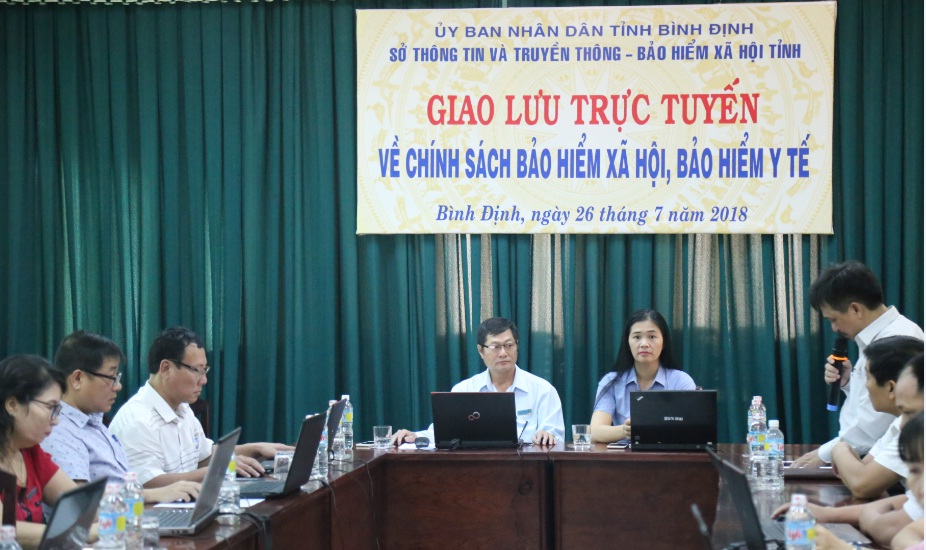 ỦY BAN NHÂN DÂN TỈNH BÌNH ĐỊNH
SỞ THÔNG TIN VÀ TRUYỀN THÔNG - BẢO HIỂM XÃ HỘI TỈNH
GIAO LƯU TRỰC TUYẾN
VỀ CHÍNH SÁCH BẢO HIỂM XÃ HỘI, BẢO HIỂM Y TẾ
Bình Định, ngày 26 tháng 7 năm 2018